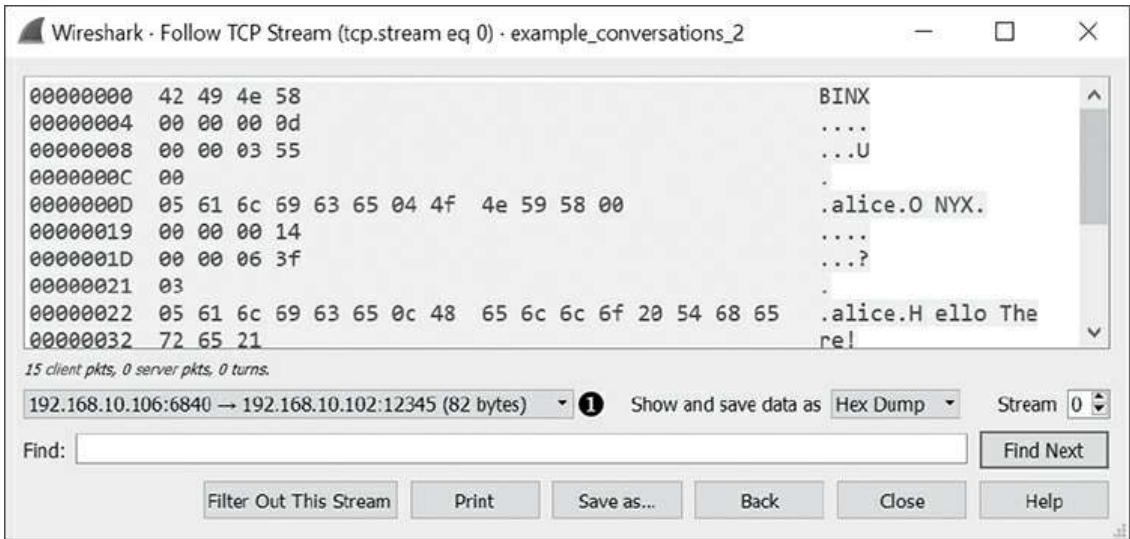 Wireshark · Follow TCP Stream (tcp.stream eq 0) · example_conversations_2
00000000 42 49 4e 58 BINX
00000004 00 00 00 0d ....
00000008 00 00 03 55 ...U
0000000C 00 .
0000000D 05 61 6c 69 63 65 04 4f 4e 59 58 00 .alice.O NYX.
00000019 00 00 00 14 ....
0000001D 00 00 06 3f ...?
00000021 03 .
00000022 05 61 6c 69 63 65 0c 48 65 6c 6c 6f 20 54 68 65 .alice.H ello The
00000032 72 65 21 re!
15 client pkts, 0 server pkts, 0 turns.
192.168.10.106:6840 → 192.168.10.102:12345 (82 bytes) ❶ Show and save data as Hex Dump Stream 0
Find: Find Next
Filter Out This Stream Print Save as... Back Close Help